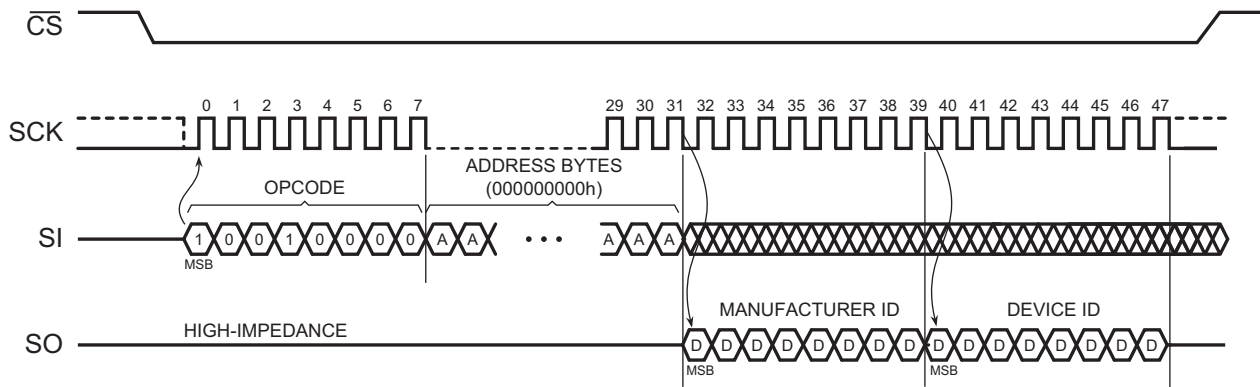 CS
0 1 2 3 4 5 6 7 29 30 31 32 33 34 35 36 37 38 39 40 41 42 43 44 45 46 47
SCK
ADDRESS BYTES
(000000000h)
OPCODE
SI 1 0 0 1 0 0 0 0 A A • • • A A A
MSB
MANUFACTURER ID DEVICE ID
HIGH-IMPEDANCE
SO D D D D D D D D D D D D D D D D
MSB MSB